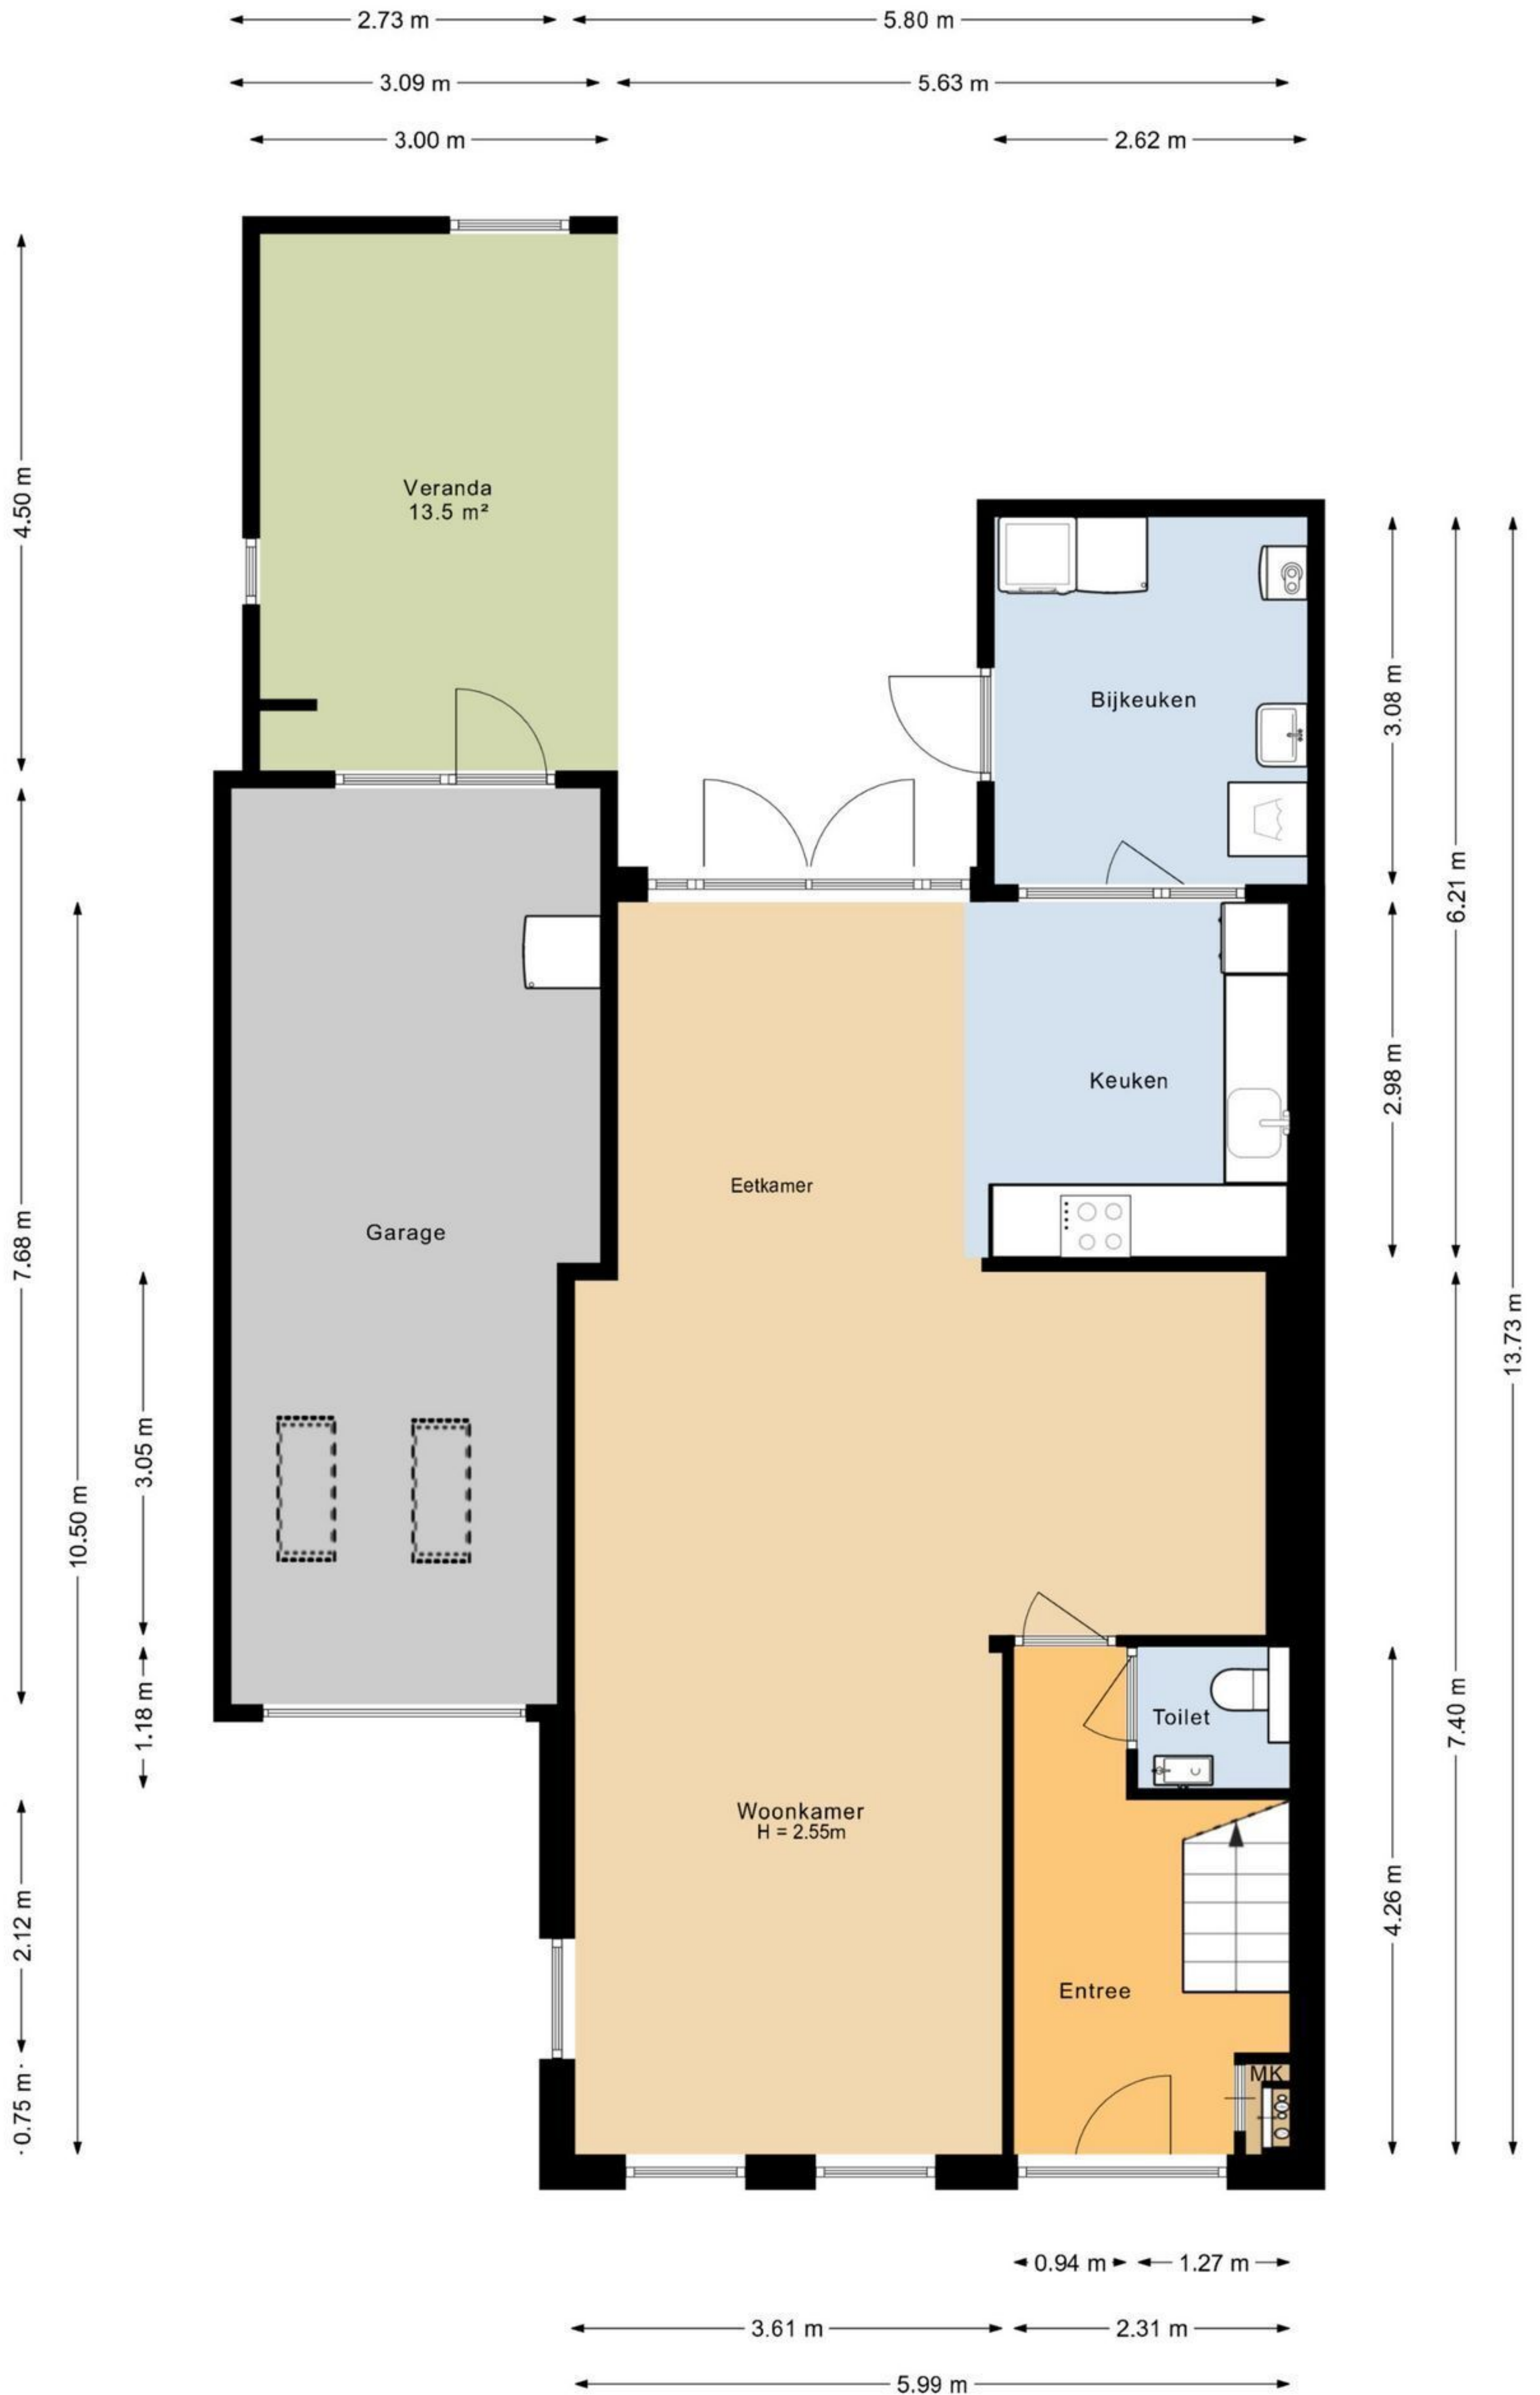 2.73 m
5.80 m
3.09 m
5.63 m
3.00 m
2.62 m
4.50 m
Veranda
13.5 m²
Bijkeuken
3.08 m
6.21 m
13.73 m
Keuken
2.98 m
Eetkamer
Garage
7.68 m
10.50 m
3.05 m
1.18 m
Toilet
7.40 m
Woonkamer
H = 2.55m
4.26 m
2.12 m
Entree
MK
0.75 m
0.94 m
1.27 m
3.61 m
2.31 m
5.99 m